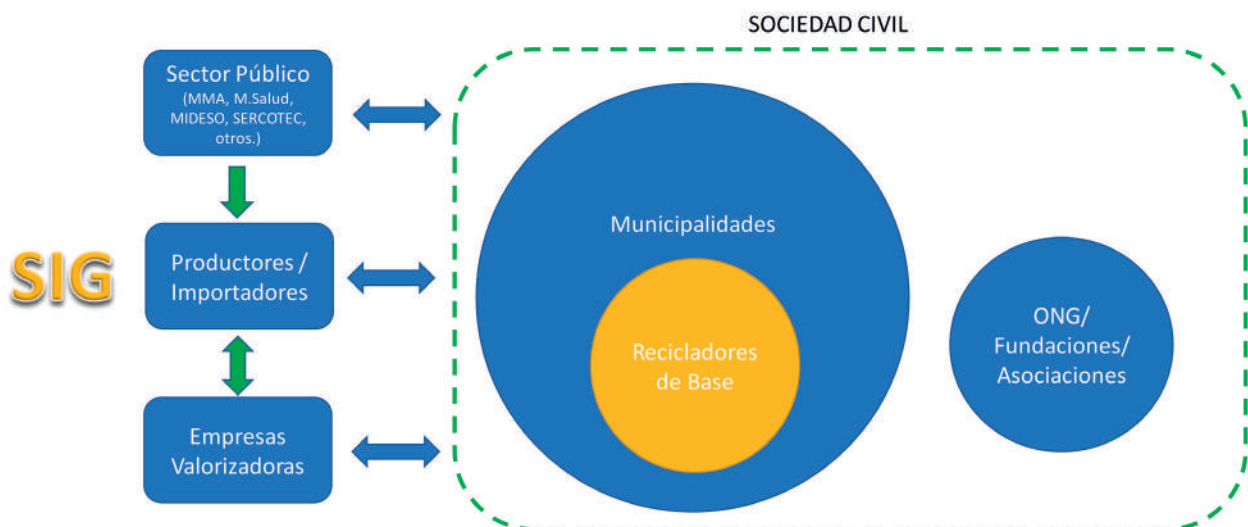 SOCIEDAD CIVIL
Sector Público
(MMA, M.Salud,
MIDESO, SERCOTEC,
otros.)
SIG
Productores /
Importadores
Empresas
Valorizadoras
Municipalidades
Recicladores
de Base
ONG/
Fundaciones/
Asociaciones